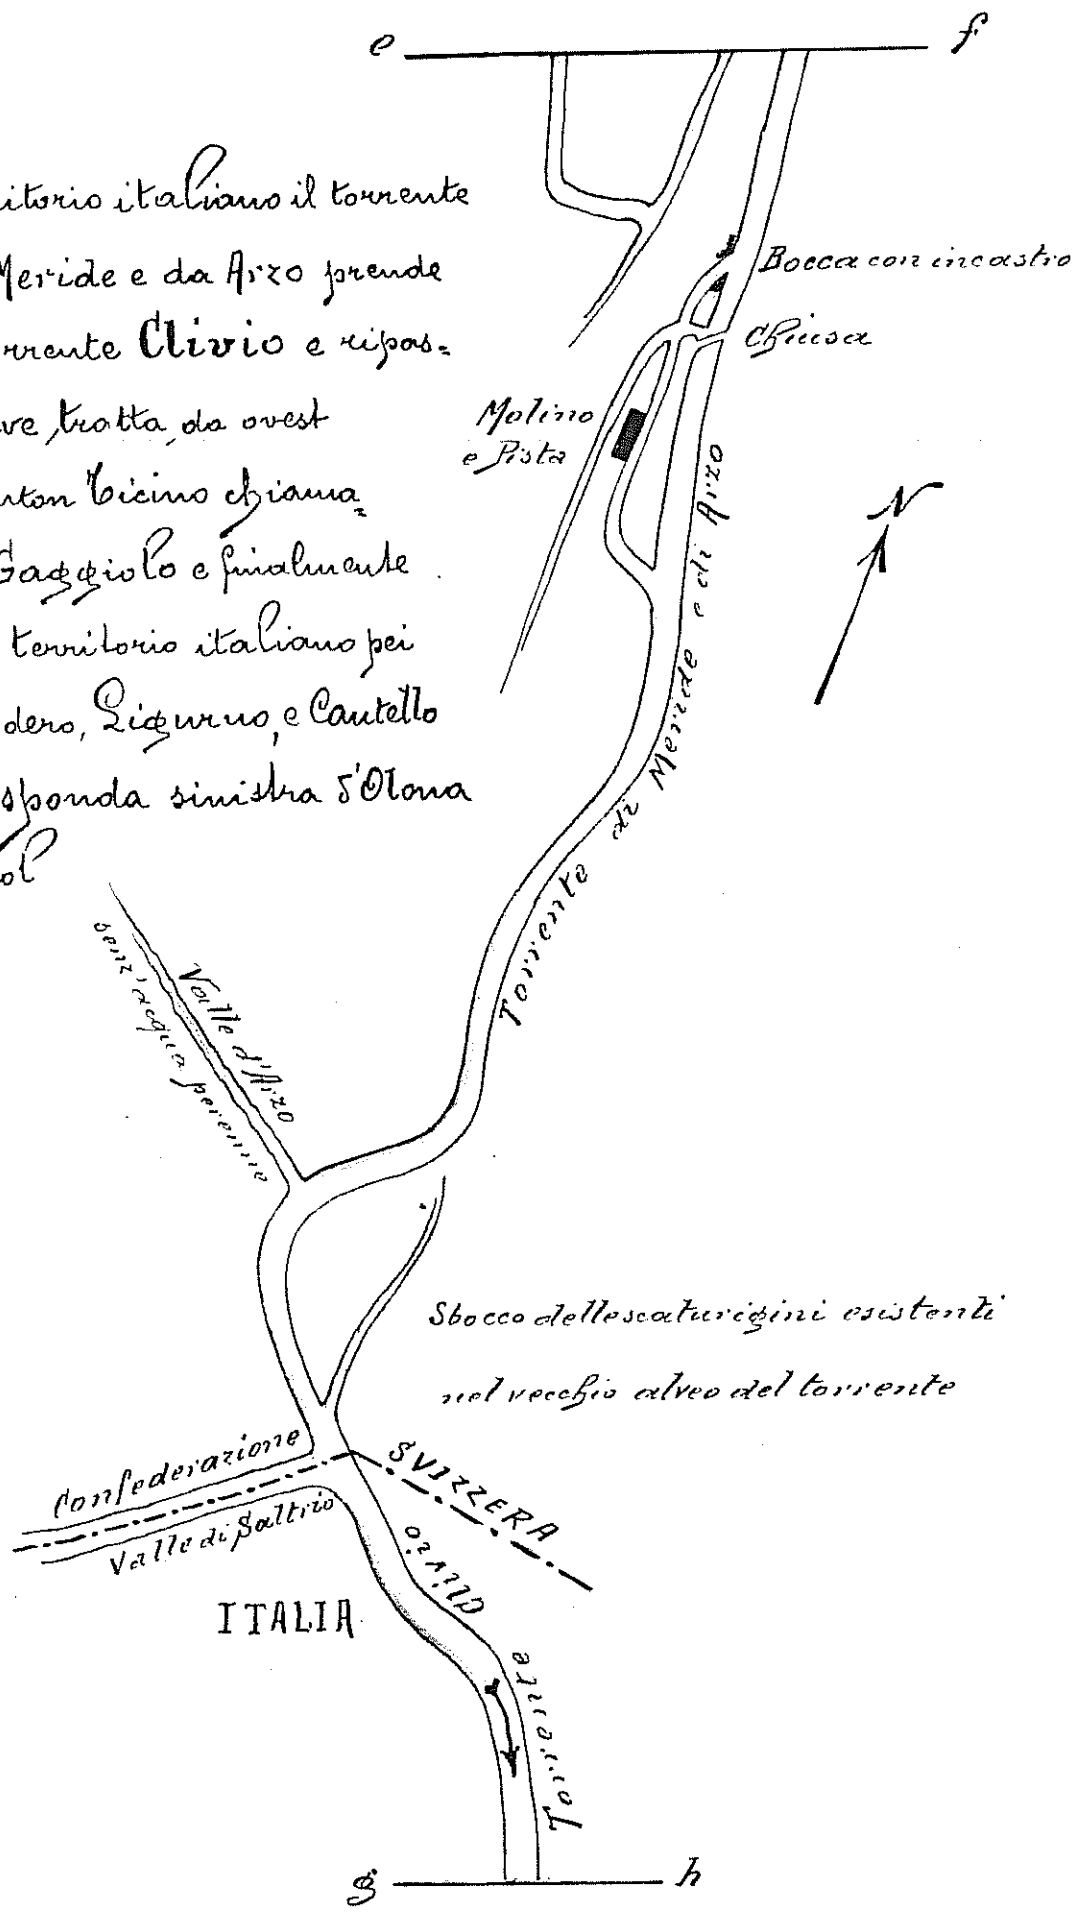 e
f
itorio italiano il torrente
Meride e da Arzo prende
rrente Clivio e ripas=
ve, tratta, da ovest
nton Ticino chiama=
Gaggiolo e finalmente
territorio italiano pei
dero, Ligurno, e Cantello
sponda sinistra d'Olona
ol
Bocca con incastro
Chiusa
Molino
e Pista
N
Torrente di Meride e di Arzo
Valle d'Arzo
senz'acqua perenne
Sbocco delle scaturigini esistenti
nel vecchio alveo del torrente
Confederazione
SVIZZERA
Valle di Saltrio
ITALIA
Torrente Clivio
g
h